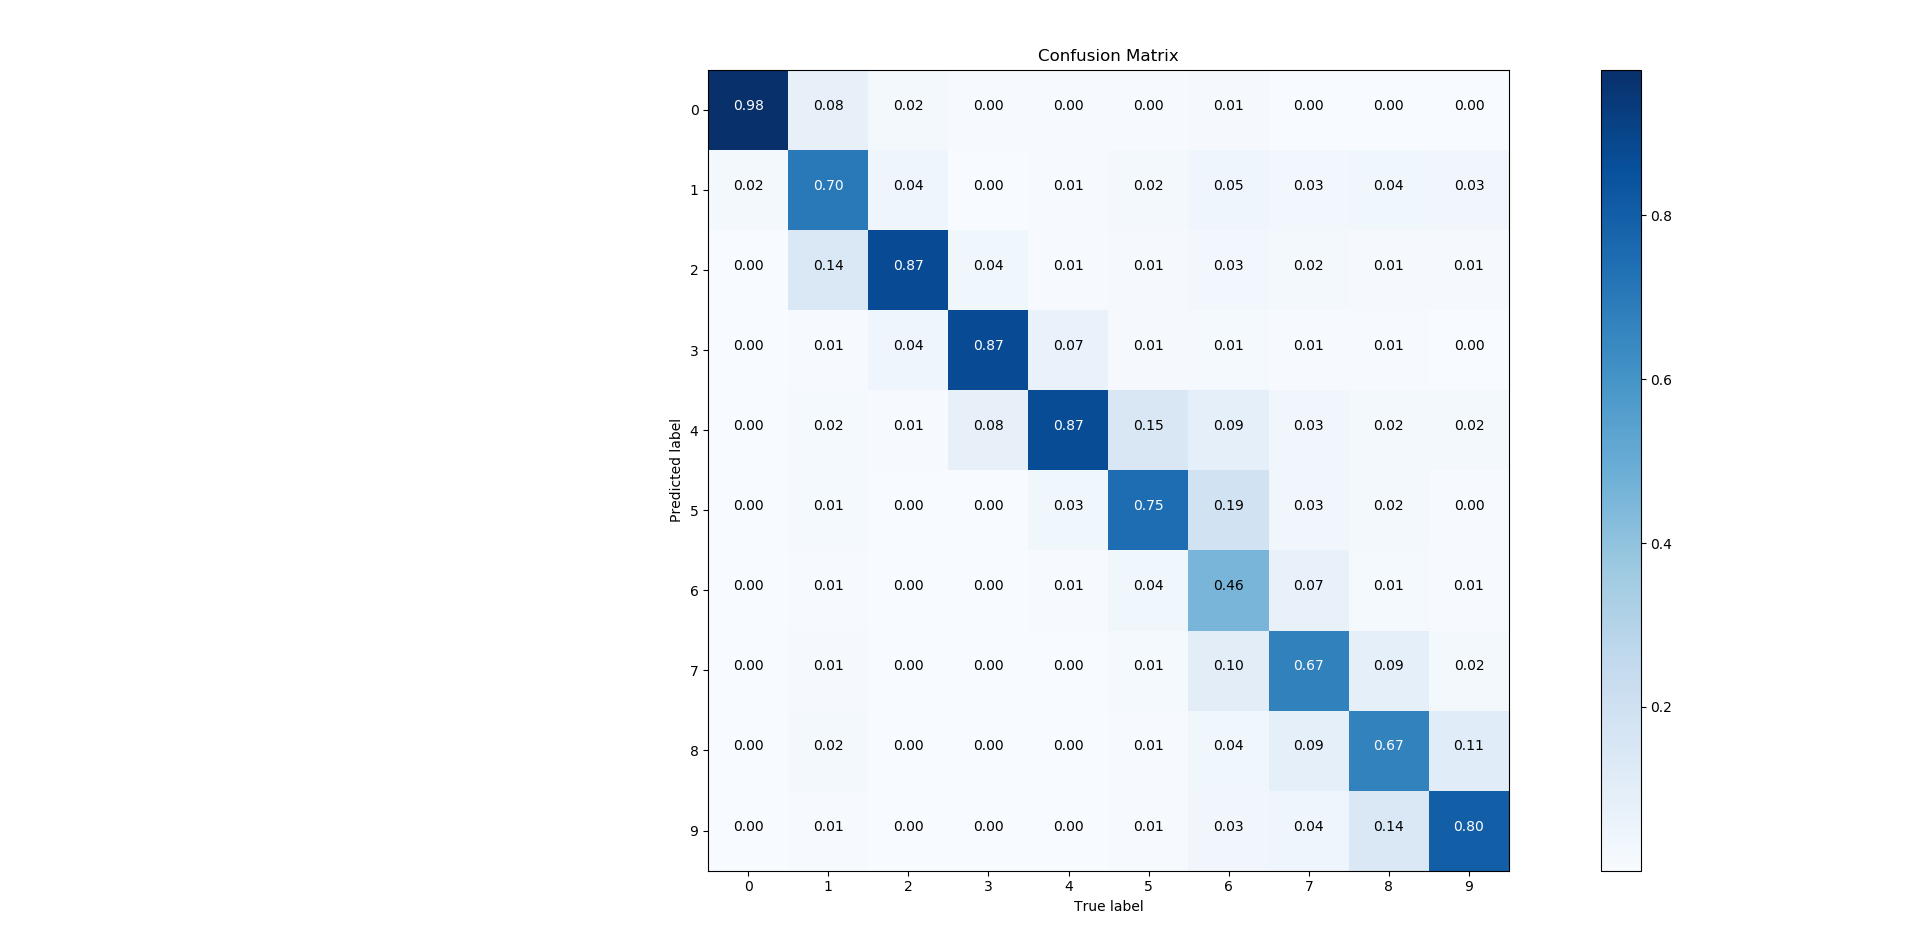 Confusion Matrix
0 0.98 0.08 0.02 0.00 0.00 0.00 0.01 0.00 0.00 0.00
1 0.02 0.70 0.04 0.00 0.01 0.02 0.05 0.03 0.04 0.03
0.8
2 0.00 0.14 0.87 0.04 0.01 0.01 0.03 0.02 0.01 0.01
3 0.00 0.01 0.04 0.87 0.07 0.01 0.01 0.01 0.01 0.00
0.6
4 0.00 0.02 0.01 0.08 0.87 0.15 0.09 0.03 0.02 0.02
Predicted label
5 0.00 0.01 0.00 0.00 0.03 0.75 0.19 0.03 0.02 0.00
0.4
6 0.00 0.01 0.00 0.00 0.01 0.04 0.46 0.07 0.01 0.01
7 0.00 0.01 0.00 0.00 0.00 0.01 0.10 0.67 0.09 0.02
0.2
8 0.00 0.02 0.00 0.00 0.00 0.01 0.04 0.09 0.67 0.11
9 0.00 0.01 0.00 0.00 0.00 0.01 0.03 0.04 0.14 0.80
0 1 2 3 4 5 6 7 8 9
True label